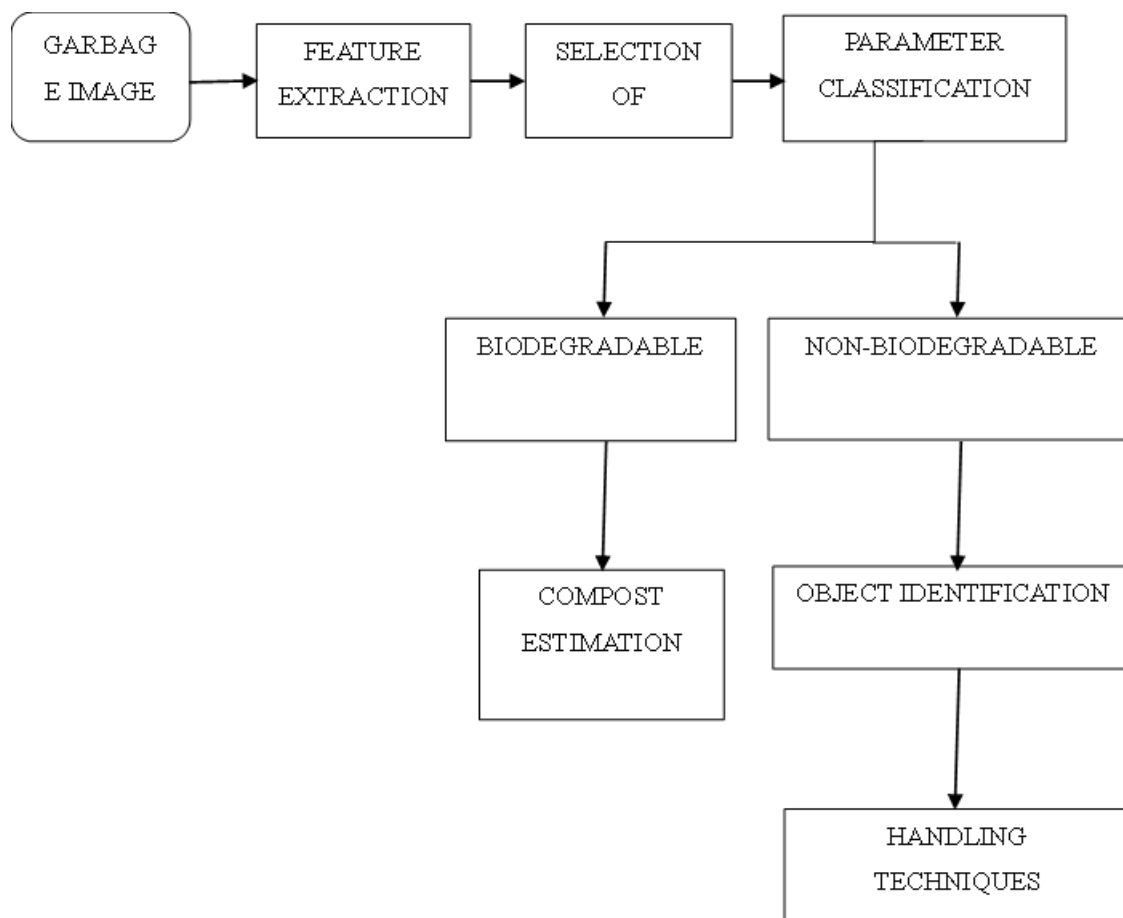 GARBAG
E IMAGE
FEATURE
EXTRACTION
SELECTION
OF
PARAMETER
CLASSIFICATION
BIODEGRADABLE
NON-BIODEGRADABLE
COMPOST
ESTIMATION
OBJECT IDENTIFICATION
HANDLING
TECHNIQUES